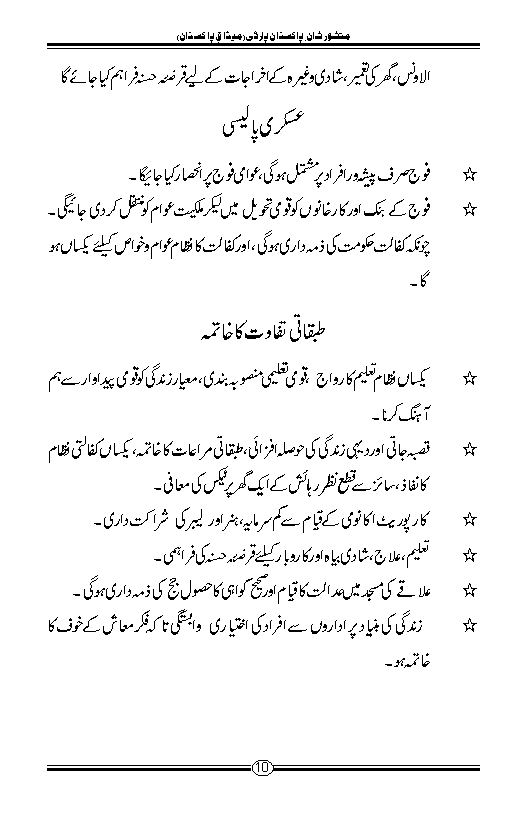 منشور شانِ پاکستان پارٹی (میثاق پاکستان)
الاؤنس، گھر کی تعمیر، شادی وغیرہ کے اخراجات کے لیے قرضہ حسنہ فراہم کیا جائے گا
عسکری پالیسی
☆ فوج صرف پیشہ ور افراد پر مشتمل ہوگی، عوامی فوج پر انحصار کیا جائیگا۔
☆ فوج کے بنک اور کارخانوں کو قومی تحویل میں لیکر ملکیت عوام کو منتقل کردی جائیگی۔
چونکہ کفالت حکومت کی ذمہ داری ہوگی، اور کفالت کا نظام عوام و خواص کیلئے یکساں ہو
گا۔
طبقاتی تفاوت کا خاتمہ
☆ یکساں نظام تعلیم کا رواج، قومی تعلیمی منصوبہ بندی، معیار زندگی کو قومی پیداوار سے ہم
آہنگ کرنا۔
☆ قصبہ جاتی اور دیہی زندگی کی حوصلہ افزائی، طبقاتی مراعات کا خاتمہ، یکساں کفالتی نظام
کا نفاذ، سائز سے قطع نظر رہائش کے ایک گھر پر ٹیکس کی معافی۔
☆ کارپوریٹ اکانومی کے قیام سے کم سرمایہ، ہنر اور لیبر کی شراکت داری۔
☆ تعلیم، علاج، شادی بیاہ اور کاروبار کیلئے قرضہ حسنہ کی فراہمی۔
☆ علاقے کی مسجد میں عدالت کا قیام اور صحیح گواہی کا حصول جج کی ذمہ داری ہوگی۔
☆ زندگی کی بنیاد پر اداروں سے افراد کی اختیاری وابستگی تاکہ فکر معاش کے خوف کا
خاتمہ ہو۔
10